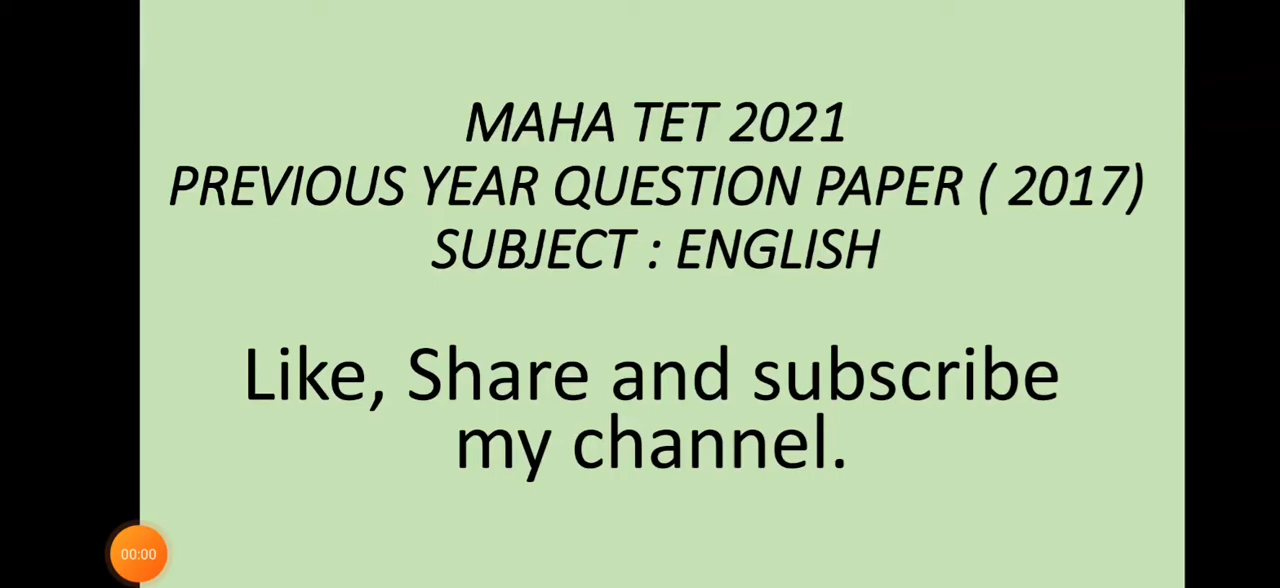 MAHA TET 2021
PREVIOUS YEAR QUESTION PAPER ( 2017)
SUBJECT : ENGLISH
Like, Share and subscribe
my channel.
00:00